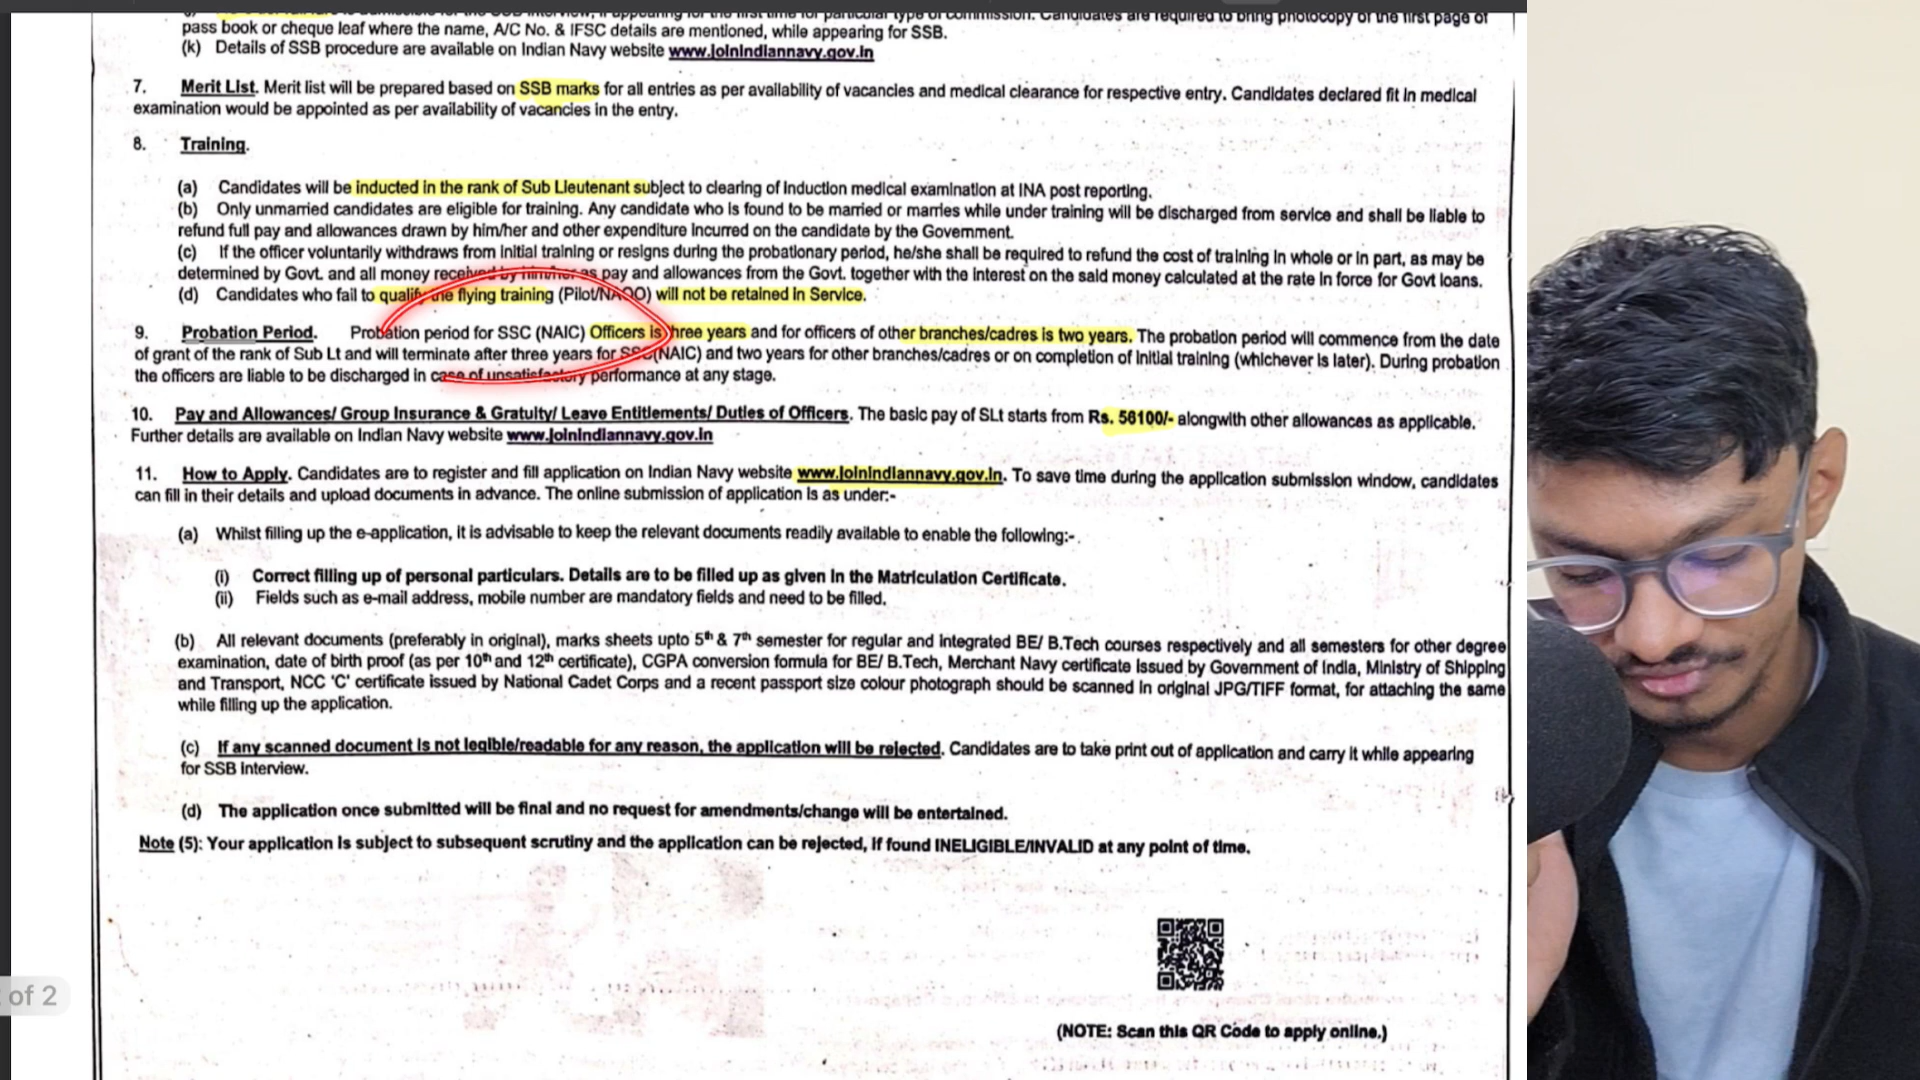 pass book or cheque leaf where the name, A/C No. & IFSC details are mentioned, while appearing for SSB.
(k) Details of SSB procedure are available on Indian Navy website www.joinindiannavy.gov.in
7. Merit List. Merit list will be prepared based on SSB marks for all entries as per availability of vacancies and medical clearance for respective entry. Candidates declared fit in medical
examination would be appointed as per availability of vacancies in the entry.
8. Training.
(a) Candidates will be inducted in the rank of Sub Lieutenant subject to clearing of induction medical examination at INA post reporting.
(b) Only unmarried candidates are eligible for training. Any candidate who is found to be married or marries while under training will be discharged from service and shall be liable to
refund full pay and allowances drawn by him/her and other expenditure incurred on the candidate by the Government.
(c) If the officer voluntarily withdraws from initial training or resigns during the probationary period, he/she shall be required to refund the cost of training in whole or in part, as may be
determined by Govt. and all money received by him/her as pay and allowances from the Govt. together with the interest on the said money calculated at the rate in force for Govt loans.
(d) Candidates who fail to qualify the flying training (Pilot/NAOO) will not be retained in Service.
9. Probation Period. Probation period for SSC (NAIC) Officers is three years and for officers of other branches/cadres is two years. The probation period will commence from the date
of grant of the rank of Sub Lt and will terminate after three years for SSC(NAIC) and two years for other branches/cadres or on completion of initial training (whichever is later). During probation
the officers are liable to be discharged in case of unsatisfactory performance at any stage.
10. Pay and Allowances/ Group Insurance & Gratuity/ Leave Entitlements/ Duties of Officers. The basic pay of SLt starts from Rs. 56100/- alongwith other allowances as applicable.
Further details are available on Indian Navy website www.joinindiannavy.gov.in
11. How to Apply. Candidates are to register and fill application on Indian Navy website www.joinindiannavy.gov.in. To save time during the application submission window, candidates
can fill in their details and upload documents in advance. The online submission of application is as under:-
(a) Whilst filling up the e-application, it is advisable to keep the relevant documents readily available to enable the following:-
(i) Correct filling up of personal particulars. Details are to be filled up as given in the Matriculation Certificate.
(ii) Fields such as e-mail address, mobile number are mandatory fields and need to be filled.
(b) All relevant documents (preferably in original), marks sheets upto 5th & 7th semester for regular and integrated BE/ B.Tech courses respectively and all semesters for other degree
examination, date of birth proof (as per 10th and 12th certificate), CGPA conversion formula for BE/ B.Tech, Merchant Navy certificate issued by Government of India, Ministry of Shipping
and Transport, NCC 'C' certificate issued by National Cadet Corps and a recent passport size colour photograph should be scanned in original JPG/TIFF format, for attaching the same
while filling up the application.
(c) If any scanned document is not legible/readable for any reason, the application will be rejected. Candidates are to take print out of application and carry it while appearing
for SSB interview.
(d) The application once submitted will be final and no request for amendments/change will be entertained.
Note (5): Your application is subject to subsequent scrutiny and the application can be rejected, if found INELIGIBLE/INVALID at any point of time.
of 2
(NOTE: Scan this QR Code to apply online.)